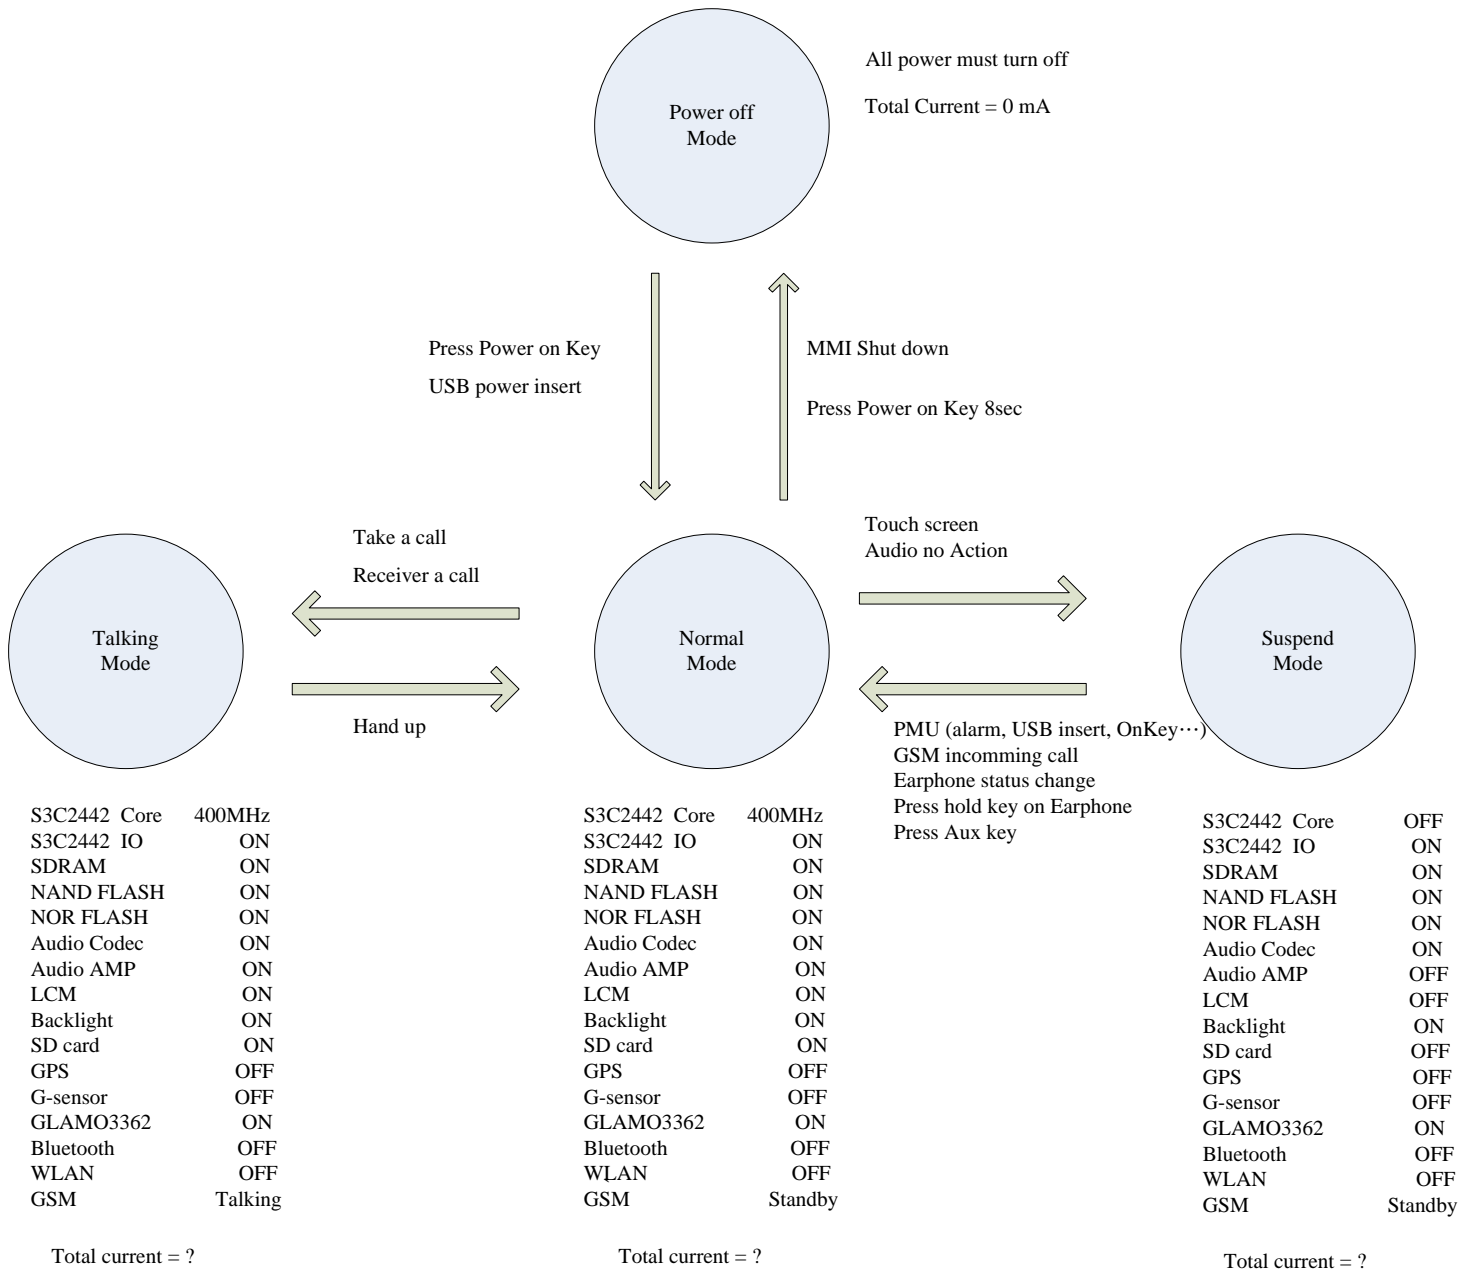 All power must turn off
Total Current = 0 mA
Power off
Mode
Press Power on Key
USB power insert
MMI Shut down
Press Power on Key 8sec
Take a call
Receiver a call
Touch screen
Audio no Action
Talking
Mode
Normal
Mode
Suspend
Mode
Hand up
PMU (alarm, USB insert, OnKey⋯)
GSM incomming call
Earphone status change
Press hold key on Earphone
Press Aux key
S3C2442 Core 400MHz
S3C2442 IO ON
SDRAM ON
NAND FLASH ON
NOR FLASH ON
Audio Codec ON
Audio AMP ON
LCM ON
Backlight ON
SD card ON
GPS OFF
G-sensor OFF
GLAMO3362 ON
Bluetooth OFF
WLAN OFF
GSM Talking
Total current = ?
S3C2442 Core 400MHz
S3C2442 IO ON
SDRAM ON
NAND FLASH ON
NOR FLASH ON
Audio Codec ON
Audio AMP ON
LCM ON
Backlight ON
SD card ON
GPS OFF
G-sensor OFF
GLAMO3362 ON
Bluetooth OFF
WLAN OFF
GSM Standby
Total current = ?
S3C2442 Core OFF
S3C2442 IO ON
SDRAM ON
NAND FLASH ON
NOR FLASH ON
Audio Codec ON
Audio AMP OFF
LCM OFF
Backlight ON
SD card OFF
GPS OFF
G-sensor OFF
GLAMO3362 ON
Bluetooth OFF
WLAN OFF
GSM Standby
Total current = ?